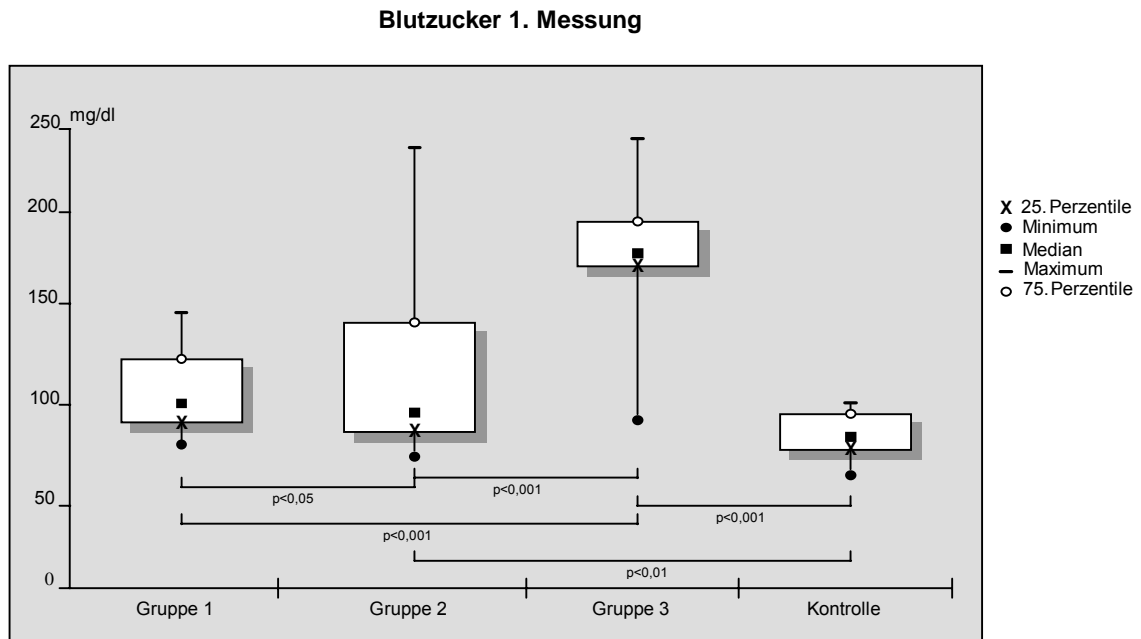 Blutzucker 1. Messung
mg/dl
250
200
150
100
50
0
p<0,05
p<0,001
p<0,001
p<0,001
p<0,01
Gruppe 1
Gruppe 2
Gruppe 3
Kontrolle
X 25. Perzentile
Minimum
Median
Maximum
75. Perzentile